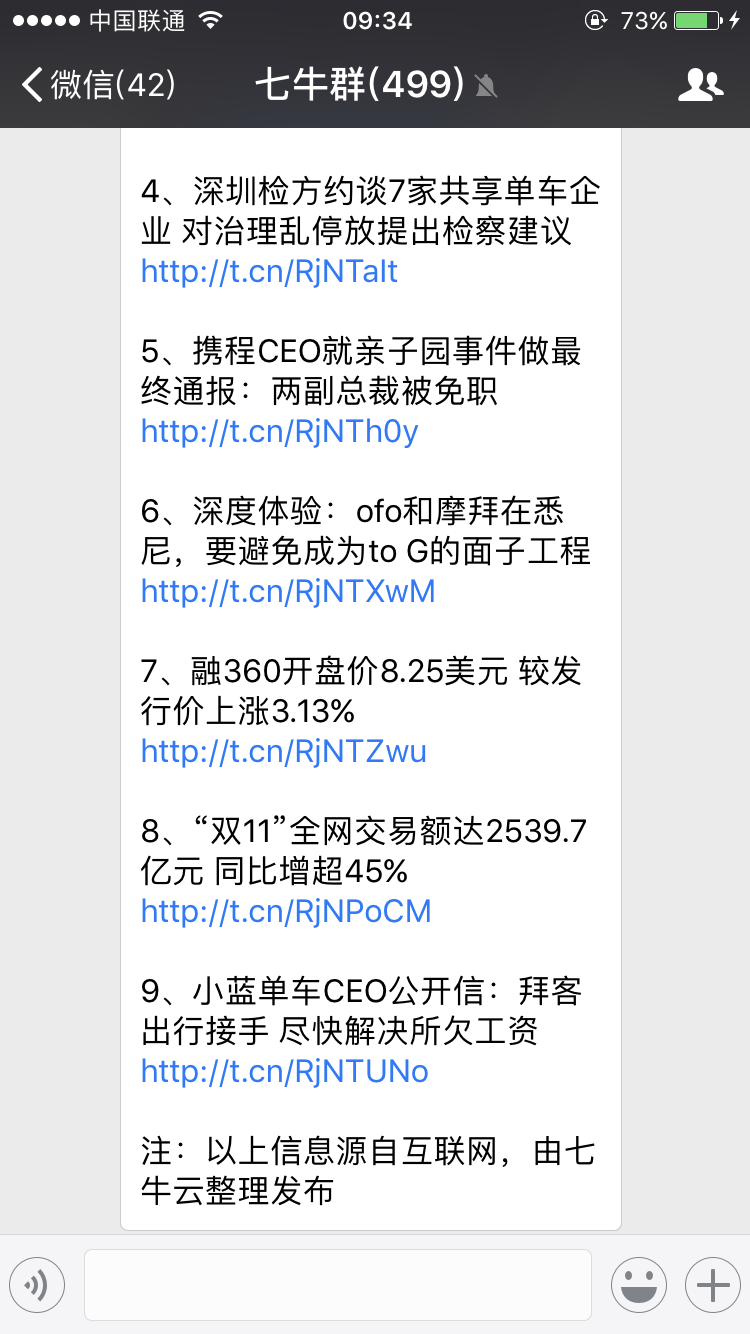 中国联通 09:34 73%
微信(42) 七牛群(499)
4、深圳检方约谈7家共享单车企
业 对治理乱停放提出检察建议
http://t.cn/RjNTaIt
5、携程CEO就亲子园事件做最
终通报：两副总裁被免职
http://t.cn/RjNTh0y
6、深度体验：ofo和摩拜在悉
尼，要避免成为to G的面子工程
http://t.cn/RjNTXwM
7、融360开盘价8.25美元 较发
行价上涨3.13%
http://t.cn/RjNTZwu
8、“双11”全网交易额达2539.7
亿元 同比增超45%
http://t.cn/RjNPoCM
9、小蓝单车CEO公开信：拜客
出行接手 尽快解决所欠工资
http://t.cn/RjNTUNo
注：以上信息源自互联网，由七
牛云整理发布